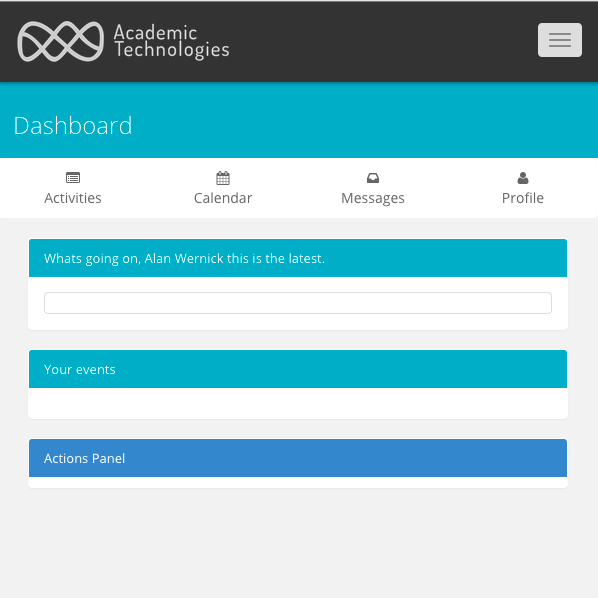 Academic
Technologies
Dashboard
Activities
Calendar
Messages
Profile
Whats going on, Alan Wernick this is the latest.
Your events
Actions Panel